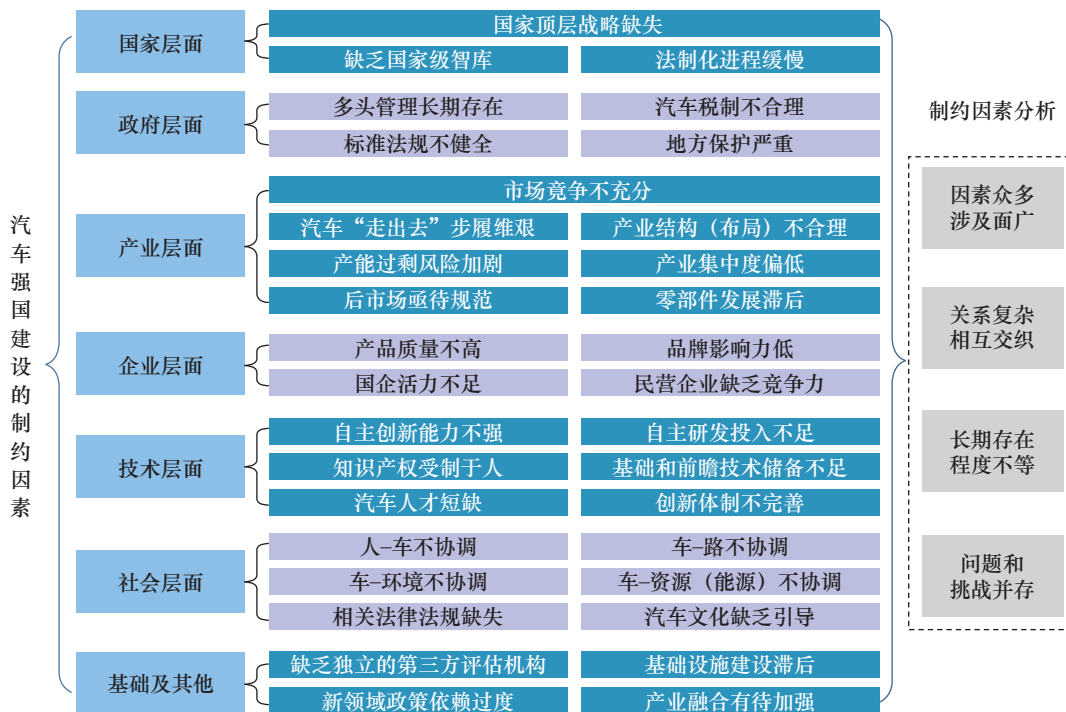 汽车强国建设的制约因素
国家层面
国家顶层战略缺失
缺乏国家级智库
法制化进程缓慢
政府层面
多头管理长期存在
汽车税制不合理
标准法规不健全
地方保护严重
产业层面
市场竞争不充分
汽车“走出去”步履维艰
产业结构（布局）不合理
产能过剩风险加剧
产业集中度偏低
后市场亟待规范
零部件发展滞后
企业层面
产品质量不高
品牌影响力低
国企活力不足
民营企业缺乏竞争力
技术层面
自主创新能力不强
自主研发投入不足
知识产权受制于人
基础和前瞻技术储备不足
汽车人才短缺
创新体制不完善
社会层面
人–车不协调
车–路不协调
车–环境不协调
车–资源（能源）不协调
相关法律法规缺失
汽车文化缺乏引导
基础及其他
缺乏独立的第三方评估机构
基础设施建设滞后
新领域政策依赖过度
产业融合有待加强
制约因素分析
因素众多
涉及面广
关系复杂
相互交织
长期存在
程度不等
问题和
挑战并存